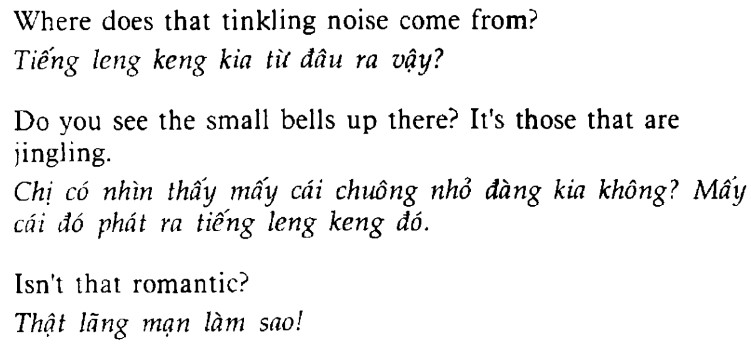 Where does that tinkling noise come from?
Tiếng leng keng kia từ đâu ra vậy?
Do you see the small bells up there? It's those that are
jingling.
Chị có nhìn thấy mấy cái chuông nhỏ đàng kia không? Mấy
cái đó phát ra tiếng leng keng đó.
Isn't that romantic?
Thật lãng mạn làm sao!